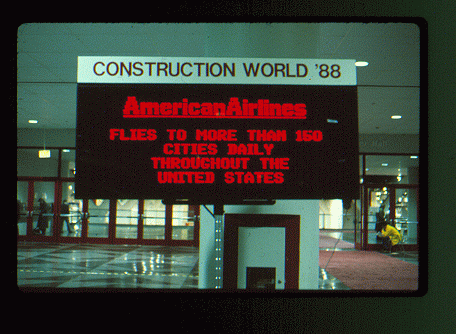 CONSTRUCTION WORLD '88
AmericanAirlines
FLIES TO MORE THAN 150
CITIES DAILY
THROUGHOUT THE
UNITED STATES